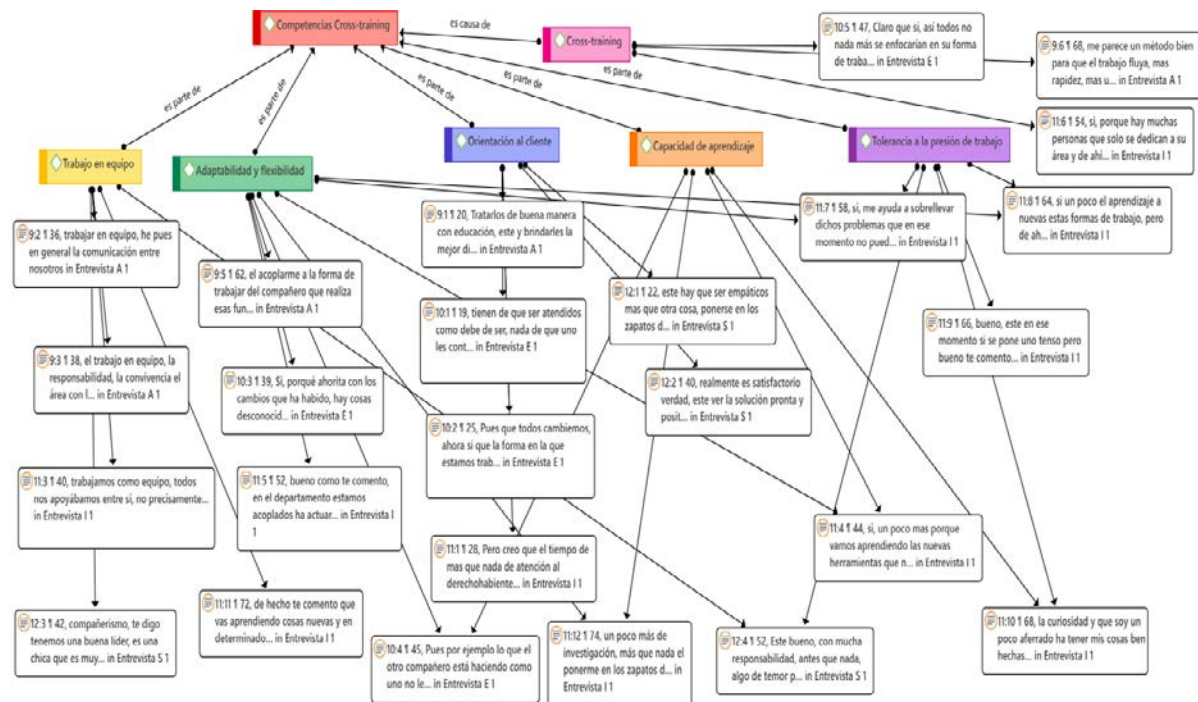 Competencias Cross-training
es causa de
Cross-training
10:5 ¶ 47, Claro que si, asi todos no
nada más se enfocarían en su forma
de traba... in Entrevista E 1
9.6 ¶ 68, me parece un método bien
para que el trabajo fluya, mas
rapidez, mas u... in Entrevista A 1
11:6 ¶ 54, si, porque hay muchas
personas que solo se dedican a su
área y de ahí...
in Entrevista I 1
es parte de
es parte de
es parte de
es parte de
es parte de
Trabajo en equipo
Adaptabilidad y flexibilidad
Orientación al cliente
Capacidad de aprendizaje
Tolerancia a la presión de trabajo
9:2 ¶ 36, trabajar en equipo, he pues
en general la comunicación entre
nosotros in Entrevista A 1
9:5 ¶ 62, el acoplarme a la forma de
trabajar del compañero que realiza
esas fun... in Entrevista A 1
9:1 ¶ 20, Tratarlos de buena manera
con educación, este y brindarles la
mejor di... in Entrevista A 1
12:1 ¶ 22, este hay que ser empáticos
mas que otra cosa, ponerse en los
zapatos d... in Entrevista S 1
11:7 ¶ 58, si, me ayuda a sobrellevar
dichos problemas que en ese
momento no pued... in
Entrevista I 1
11:8 ¶ 64, si un poco el aprendizaje a
nuevas estas formas de trabajo, pero
de ah... in Entrevista I 1
9:3 ¶ 38, el trabajo en equipo, la
responsabilidad, la convivencia el
área con l... in Entrevista A 1
10:3 ¶ 39, Si, porqué ahorita con los
cambios que ha habido, hay cosas
desconocid... in Entrevista E 1
10:1 ¶ 19, tienen de que ser atendidos
como debe de ser, nada de que uno
les cont... in Entrevista E 1
12:2 ¶ 40, realmente es satisfactorio
verdad, este ver la solución pronta y
posit... in Entrevista S 1
11:9 ¶ 66, bueno, este en ese
momento si se pone uno tenso pero
bueno te comento... in Entrevista I 1
11:3 ¶ 40, trabajamos como equipo, todos
nos apoyábamos entre sí, no precisamente...
in Entrevista I 1
11:5 ¶ 52, bueno como te comento,
en el departamento estamos
acoplados ha actuar... in Entrevista I
1
10:2 ¶ 25, Pues que todos cambiemos,
ahora si que la forma en la que
estamos trab... in Entrevista E 1
11:4 ¶ 44, si, un poco mas porque
vamos aprendiendo las nuevas
herramientas que n... in Entrevista
I 1
12:3 ¶ 42, compañerismo, te digo
tenemos una buena líder, es una
chica que es muy... in Entrevista S 1
11:11 ¶ 72, de hecho te comento que
vas aprendiendo cosas nuevas y en
determinado... in Entrevista I 1
11:1 ¶ 28, Pero creo que el tiempo de
mas que nada de atención al
derechohabiente... in Entrevista I 1
10:4 ¶ 45, Pues por ejemplo lo que el
otro compañero está haciendo como
uno no le... in Entrevista E 1
11:12 ¶ 74, un poco más de
investigación, más que nada el
ponerme en los zapatos d... in
Entrevista I 1
12:4 ¶ 52, Este bueno, con mucha
responsabilidad, antes que nada,
algo de temor p... in Entrevista S 1
11:10 ¶ 68, la curiosidad y que soy un
poco aferrado ha tener mis cosas ben
hechas... in Entrevista I 1